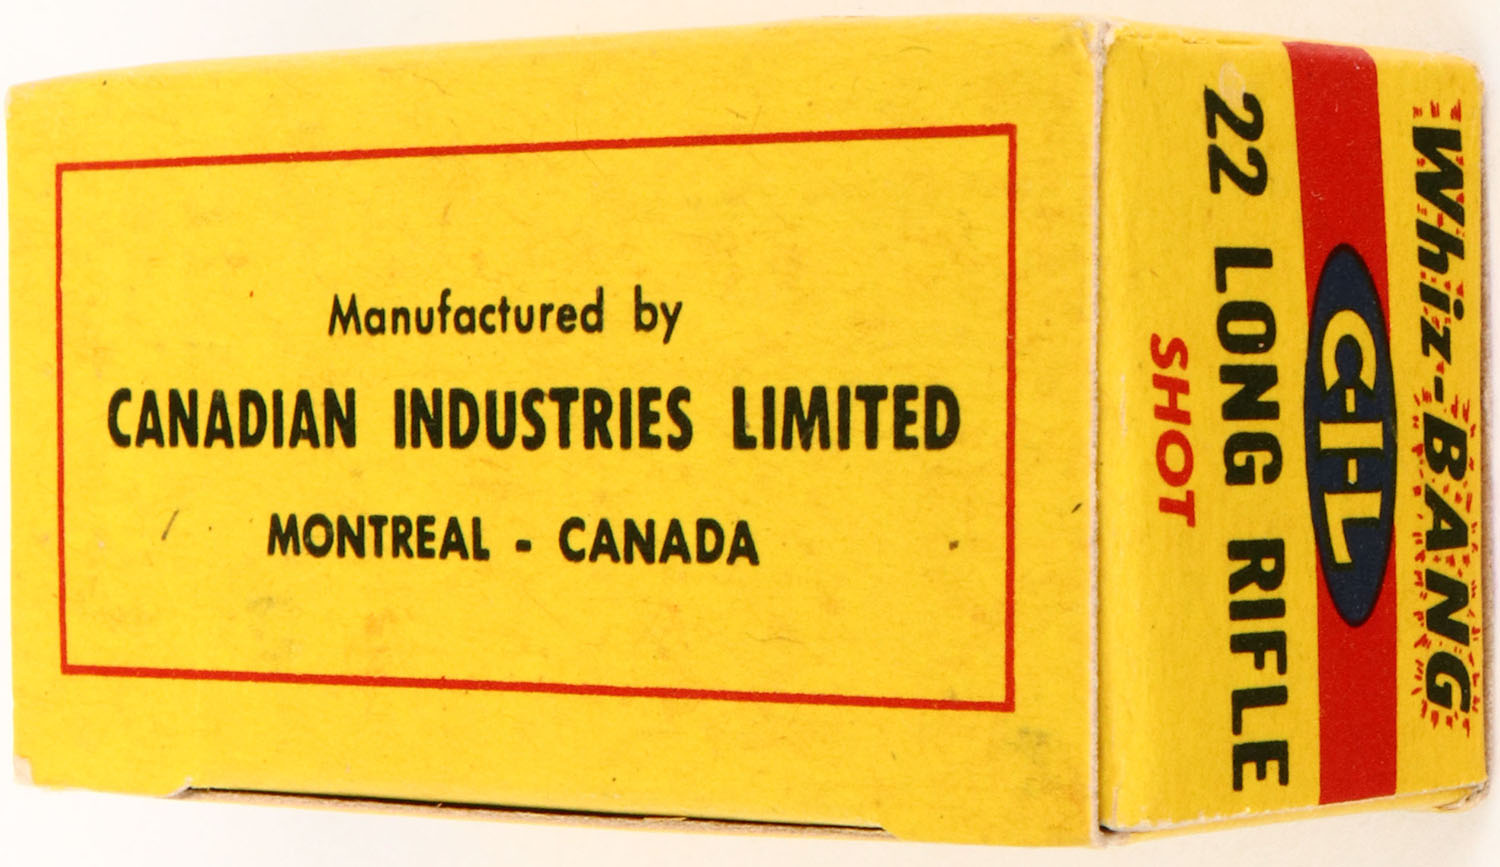 Manufactured by
CANADIAN INDUSTRIES LIMITED
MONTREAL - CANADA
Whiz-BANG
C-I-L
22 LONG RIFLE
SHOT